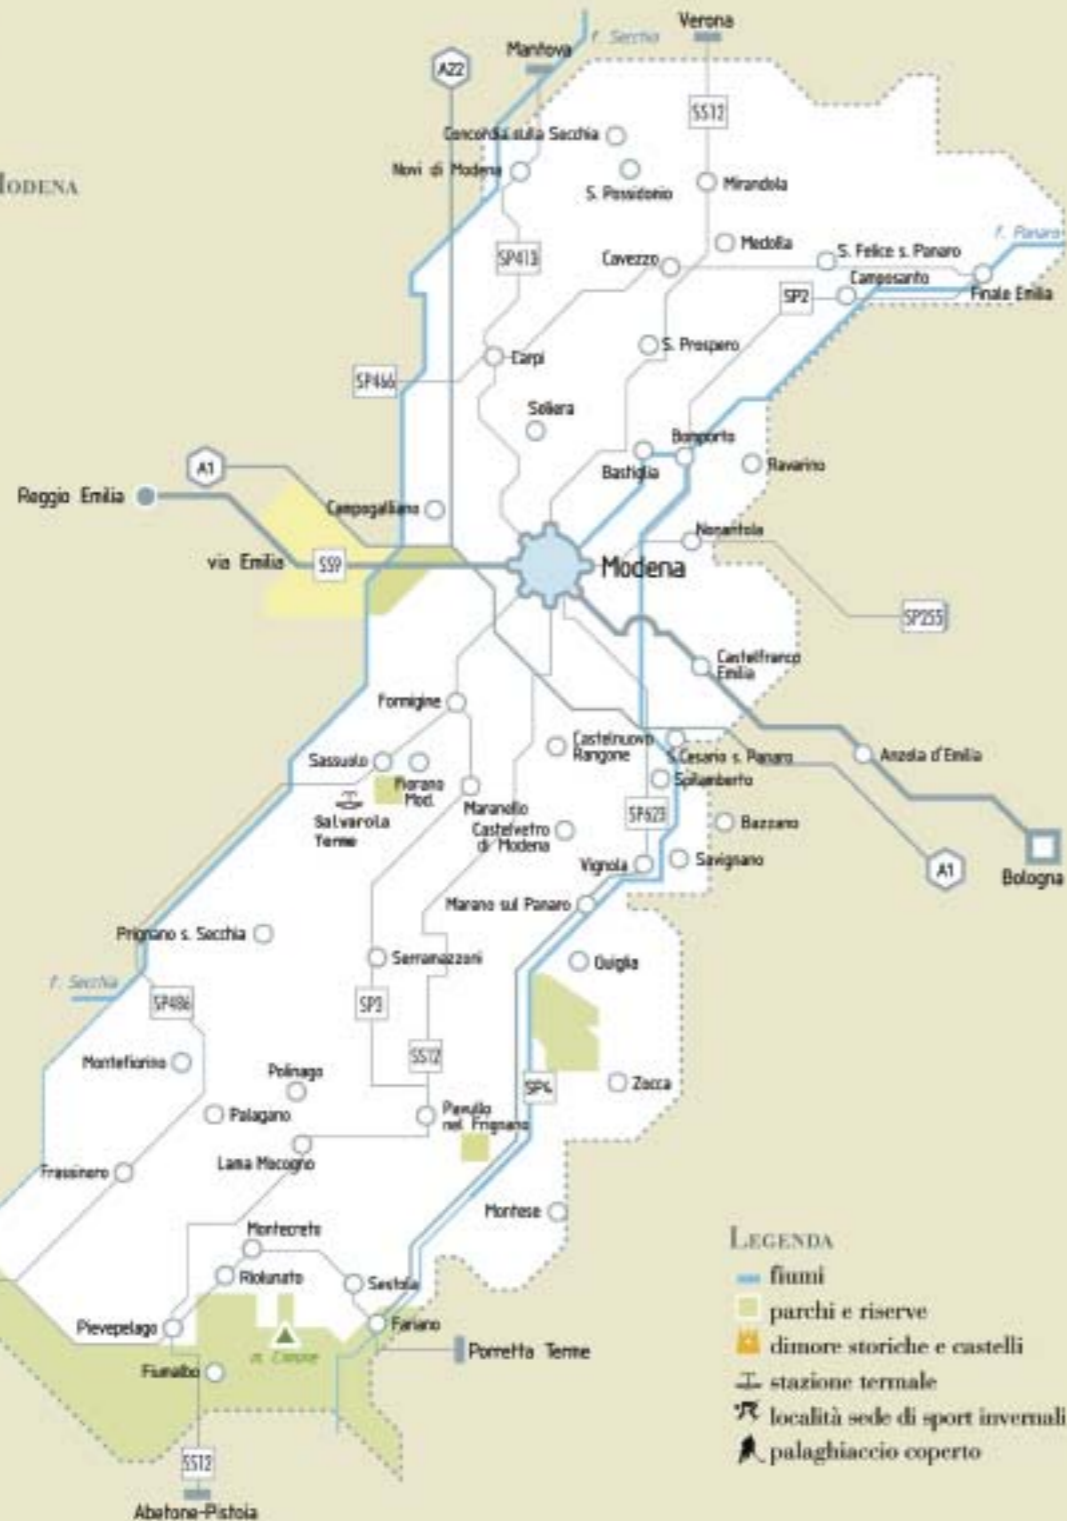 Verona
f. Secchia
Mantova
A22
SS12
Concordia sulla Secchia
Novi di Modena
MODENA
S. Possidonio
Mirandola
f. Panaro
Medolla
SP413
Cavezzo
S. Felice s. Panaro
Camposanto
SP2
Finale Emilia
S. Prospero
Carpi
SP466
Soliera
Bomporto
Bastiglia
Ravarino
A1
Reggio Emilia
Campogalliano
Nonantola
via Emilia
SS9
Modena
SP255
Castelfranco
Emilia
Formigine
Castelnuovo
Rangone
S.Cesario s. Panaro
Anzola d'Emilia
Sassuolo
Fiorano
Mod.
Spilamberto
Salvarola
Terme
Maranello
SP623
Castelvetro
di Modena
Bazzano
Vignola
Savignano
A1
Bologna
Marano sul Panaro
Prignano s. Secchia
Serramazzoni
Guiglia
f. Secchia
SP486
SP3
SS12
Montefiorino
Polinago
SP4
Zocca
Palagano
Pavullo
nel Frignano
Lama Mocogno
Frassinoro
Montese
Montecreto
Riolunato
Sestola
Pievepelago
Fanano
m. Cimone
Porretta Terme
Fiumalbo
SS12
Abetone-Pistoia
LEGENDA
fiumi
parchi e riserve
dimore storiche e castelli
stazione termale
località sede di sport invernali
palaghiaccio coperto